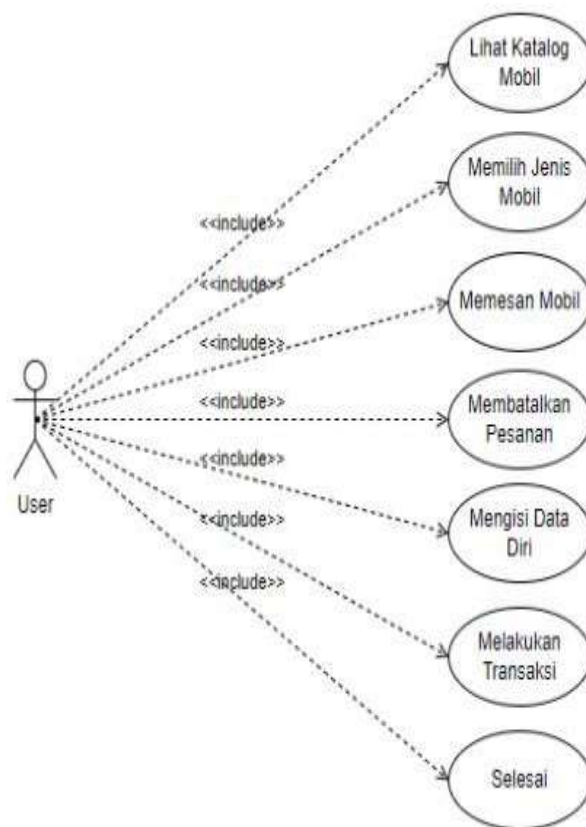 Lihat Katalog
Mobil
Memilih Jenis
Mobil
<<include>>
<<include>>
Memesan Mobil
<<include>>
<<include>>
Membatalkan
Pesanan
<<include>>
User
Mengisi Data
Diri
<<include>>
<<include>>
Melakukan
Transaksi
Selesai